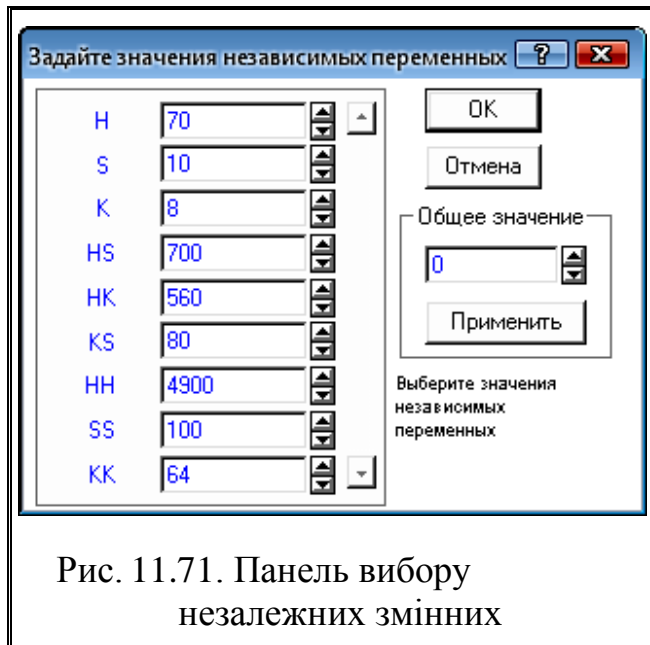 Задайте значения независимых переменных ?
H 70
S 10
K 8
HS 700
HK 560
KS 80
HH 4900
SS 100
KK 64
OK
Отмена
Общее значение
0
Применить
Выберите значения
независимых
переменных
Рис. 11.71. Панель вибору
незалежних змінних